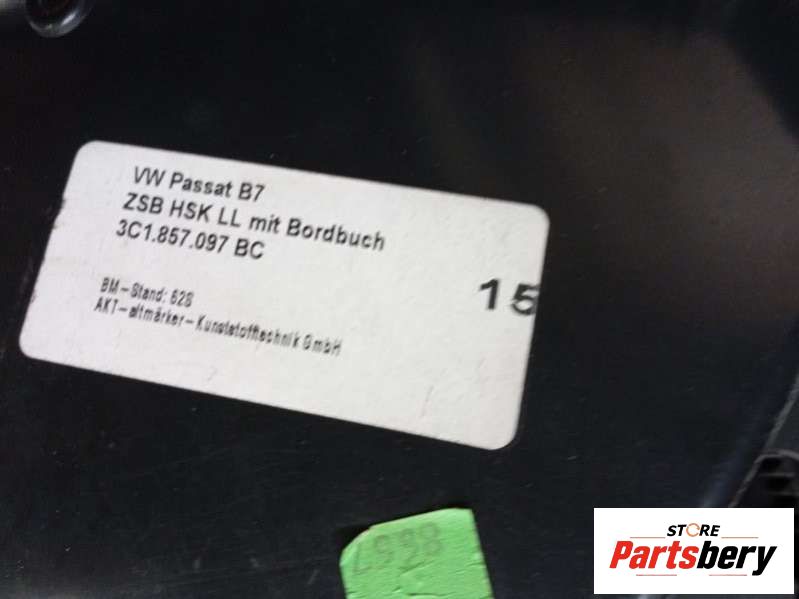 VW Passat B7
ZSB HSK LL mit Bordbuch
3C1.857.097 BC
15
BM-Stand: 628
AKT-altmärker-Kunststofftechnik GmbH
STORE
Partsbery